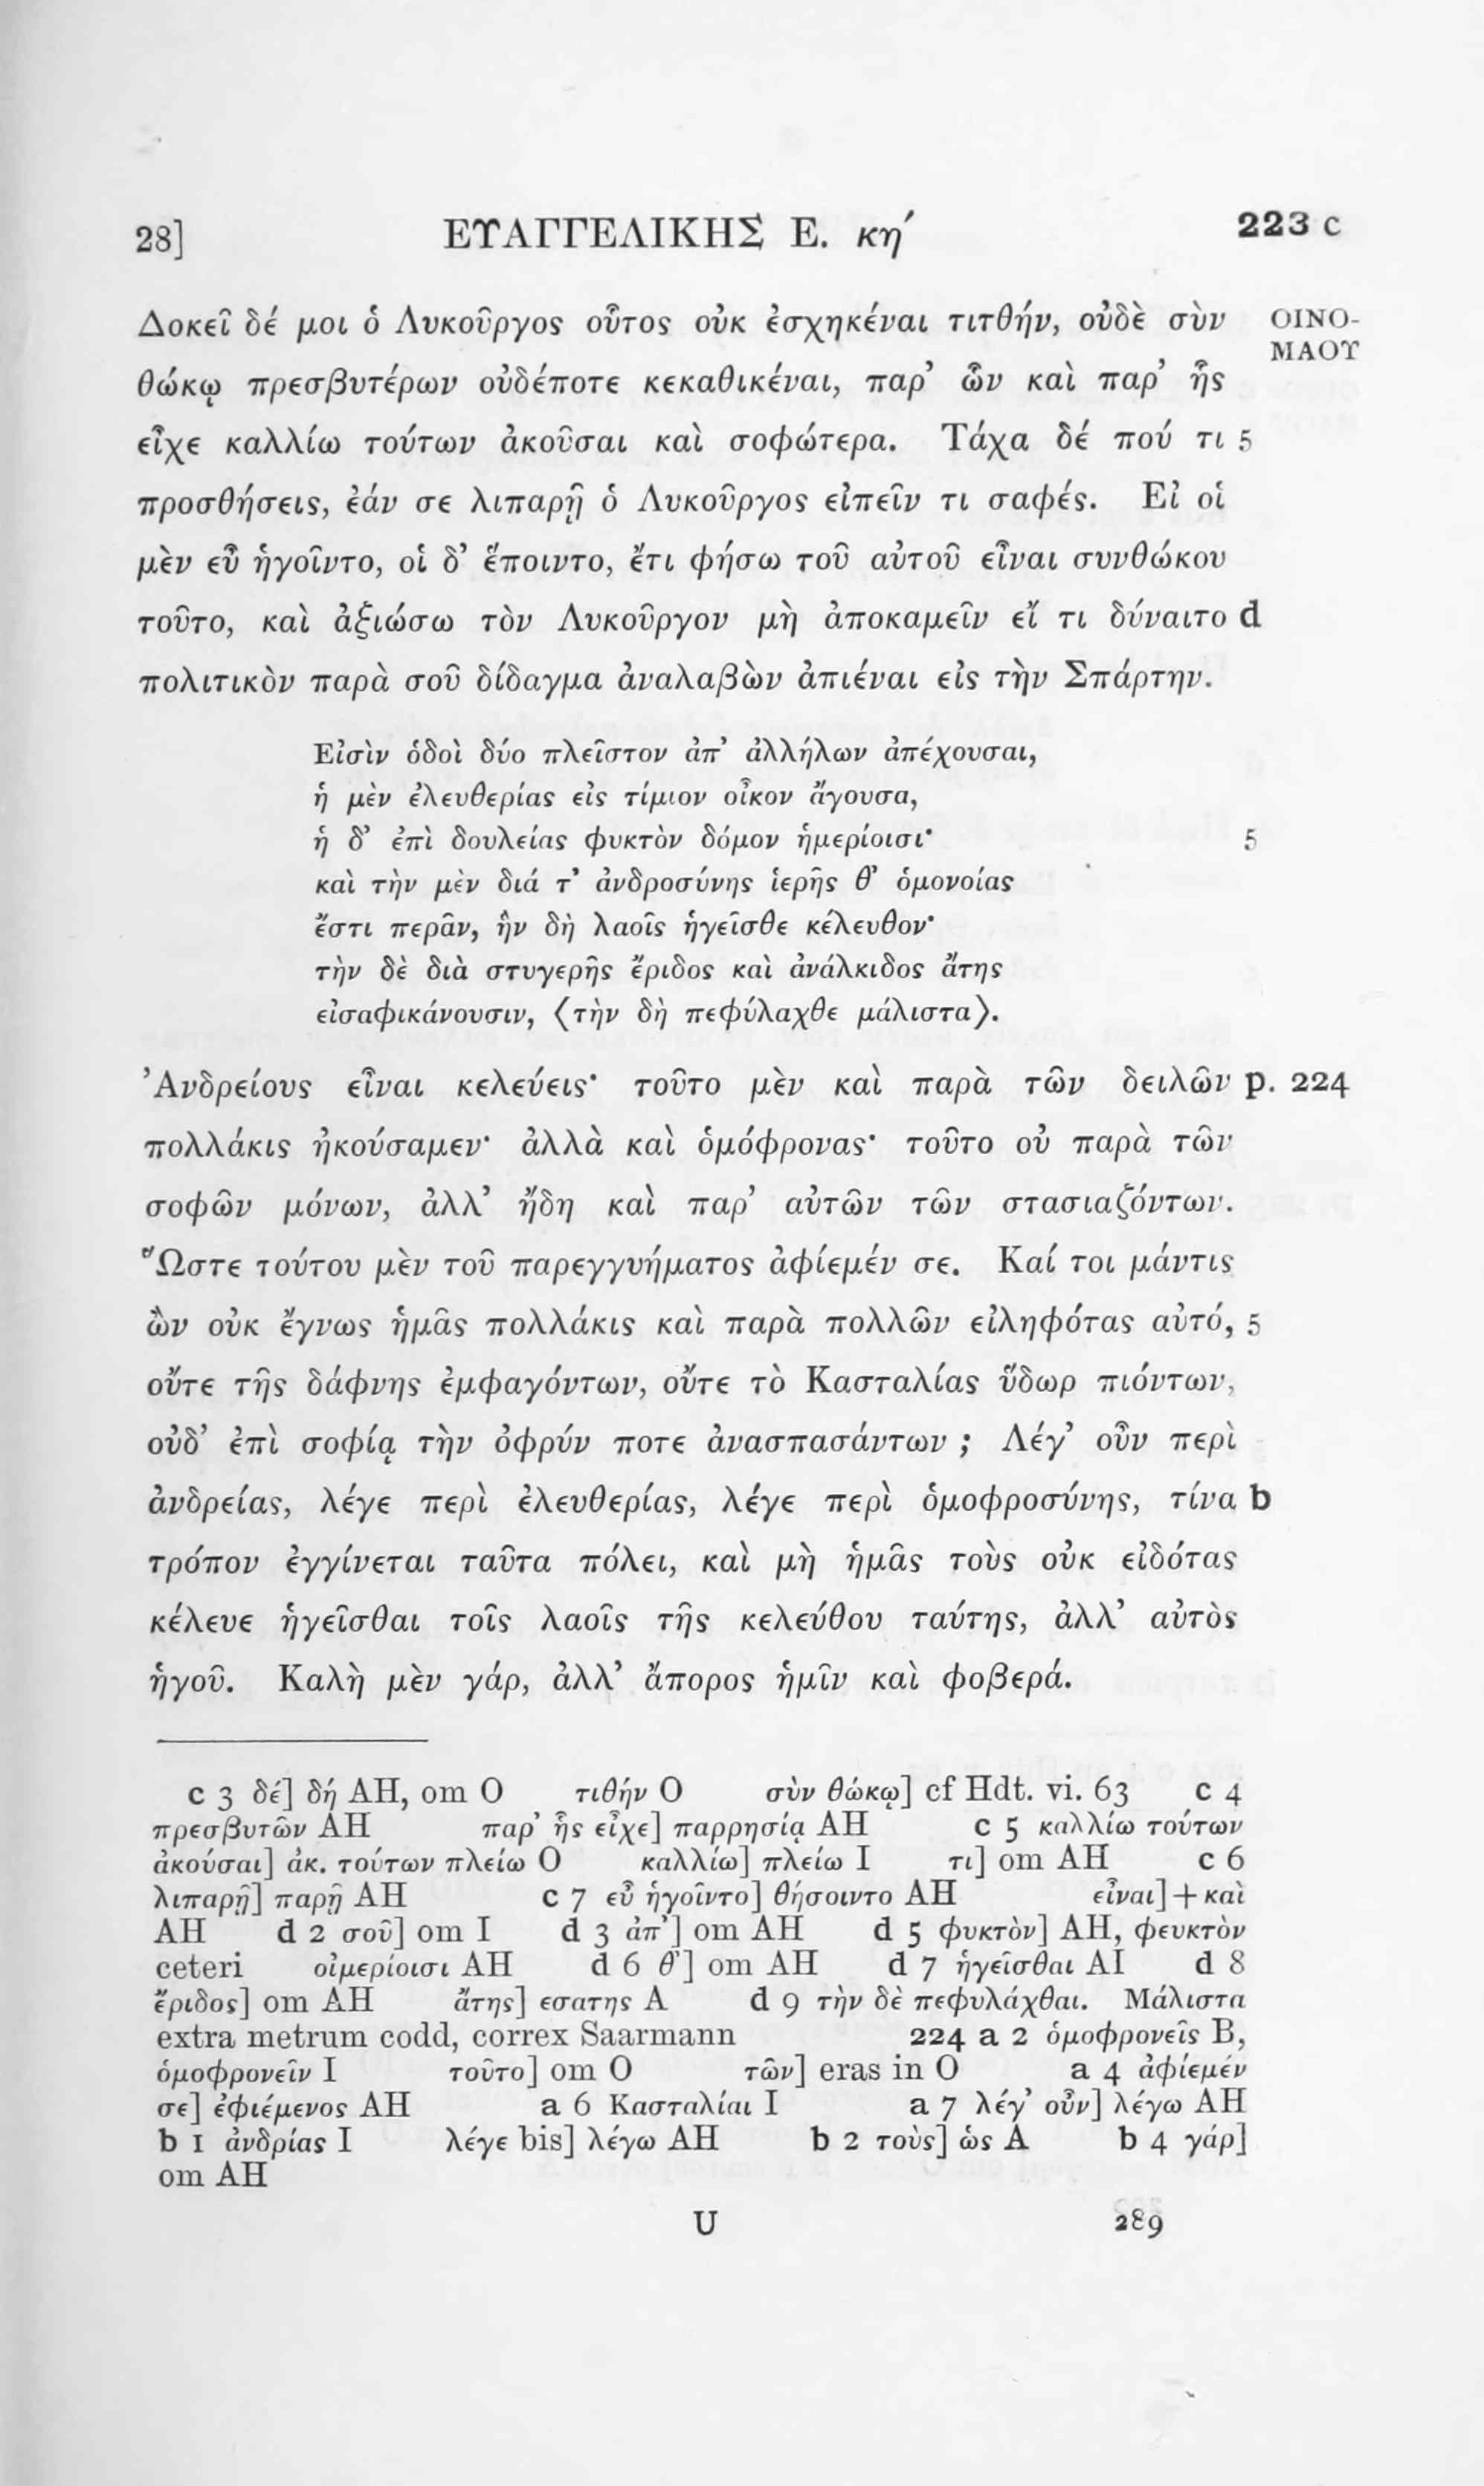 28] ΕΥΑΓΓΕΛΙΚΗΣ Ε. κη′ 223 c
Δοκεῖ δέ μοι ὁ Λυκοῦργος οὗτος οὐκ ἐσχηκέναι τιτθήν, οὐδὲ σὺν ΟΙΝΟ-
ΜΑΟΥ
θώκῳ πρεσβυτέρων οὐδέποτε κεκαθικέναι, παρ’ ὧν καὶ παρ’ ἧς
εἶχε καλλίω τούτων ἀκοῦσαι καὶ σοφώτερα. Τάχα δέ πού τι 5
προσθήσεις, ἐάν σε λιπαρῇ ὁ Λυκοῦργος εἰπεῖν τι σαφές. Εἰ οἱ
μὲν εὖ ἡγοῖντο, οἱ δ’ ἕποιντο, ἔτι φήσω τοῦ αὐτοῦ εἶναι συνθώκου
τοῦτο, καὶ ἀξιώσω τὸν Λυκοῦργον μὴ ἀποκαμεῖν εἴ τι δύναιτο d
πολιτικὸν παρὰ σοῦ δίδαγμα ἀναλαβὼν ἀπιέναι εἰς τὴν Σπάρτην.
Εἰσὶν ὁδοὶ δύο πλεῖστον ἀπ’ ἀλλήλων ἀπέχουσαι,
ἡ μὲν ἐλευθερίας εἰς τίμιον οἶκον ἄγουσα,
ἡ δ’ ἐπὶ δουλείας φυκτὸν δόμον ἡμερίοισι· 5
καὶ τὴν μὲν διά τ’ ἀνδροσύνης ἱερῆς θ’ ὁμονοίας
ἔστι περᾶν, ἣν δὴ λαοῖς ἡγεῖσθε κέλευθον·
τὴν δὲ διὰ στυγερῆς ἔριδος καὶ ἀνάλκιδος ἄτης
εἰσαφικάνουσιν, ⟨τὴν δὴ πεφύλαχθε μάλιστα⟩.
Ἀνδρείους εἶναι κελεύεις· τοῦτο μὲν καὶ παρὰ τῶν δειλῶν p. 224
πολλάκις ἠκούσαμεν· ἀλλὰ καὶ ὁμόφρονας· τοῦτο οὐ παρὰ τῶν
σοφῶν μόνων, ἀλλ’ ἤδη καὶ παρ’ αὐτῶν τῶν στασιαζόντων.
Ὥστε τούτου μὲν τοῦ παρεγγυήματος ἀφίεμέν σε. Καί τοι μάντις
ὢν οὐκ ἔγνως ἡμᾶς πολλάκις καὶ παρὰ πολλῶν εἰληφότας αὐτό, 5
οὔτε τῆς δάφνης ἐμφαγόντων, οὔτε τὸ Κασταλίας ὕδωρ πιόντων,
οὐδ’ ἐπὶ σοφίᾳ τὴν ὀφρύν ποτε ἀνασπασάντων ; Λέγ’ οὖν περὶ
ἀνδρείας, λέγε περὶ ἐλευθερίας, λέγε περὶ ὁμοφροσύνης, τίνα b
τρόπον ἐγγίνεται ταῦτα πόλει, καὶ μὴ ἡμᾶς τοὺς οὐκ εἰδότας
κέλευε ἡγεῖσθαι τοῖς λαοῖς τῆς κελεύθου ταύτης, ἀλλ’ αὐτὸς
ἡγοῦ. Καλὴ μὲν γάρ, ἀλλ’ ἄπορος ἡμῖν καὶ φοβερά.
c 3 δέ] δή AH, om O τιθήν O σὺν θώκῳ] cf Hdt. vi. 63 c 4
πρεσβυτῶν AH παρ’ ἧς εἶχε] παρρησίᾳ AH c 5 καλλίω τούτων
ἀκούσαι] ἀκ. τούτων πλείω O καλλίω] πλείω I τι] om AH c 6
λιπαρῇ] παρῇ AH c 7 εὖ ἡγοῖντο] θήσοιντο AH εἶναι] + καὶ
AH d 2 σοῦ] om I d 3 ἀπ’] om AH d 5 φυκτὸν] AH, φευκτὸν
ceteri οἱμερίοισι AH d 6 θ’] om AH d 7 ἡγεῖσθαι AI d 8
ἔριδος] om AH ἄτης] εσατης A d 9 τὴν δὲ πεφυλάχθαι. Μάλιστα
extra metrum codd, correx Saarmann 224 a 2 ὁμοφρονεῖς B,
ὁμοφρονεῖν I τοῦτο] om O τῶν] eras in O a 4 ἀφίεμέν
σε] ἐφιέμενος AH a 6 Κασταλίαι I a 7 λέγ’ οὖν] λέγω AH
b 1 ἀνδρίας I λέγε bis] λέγω AH b 2 τοὺς] ὡς A b 4 γάρ]
om AH
U 289